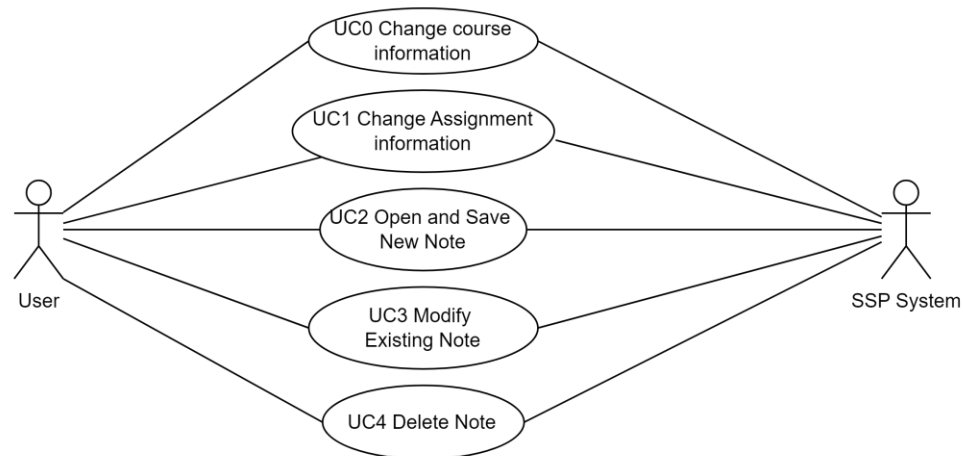 UC0 Change course
information
UC1 Change Assignment
information
UC2 Open and Save
New Note
User
SSP System
UC3 Modify
Existing Note
UC4 Delete Note